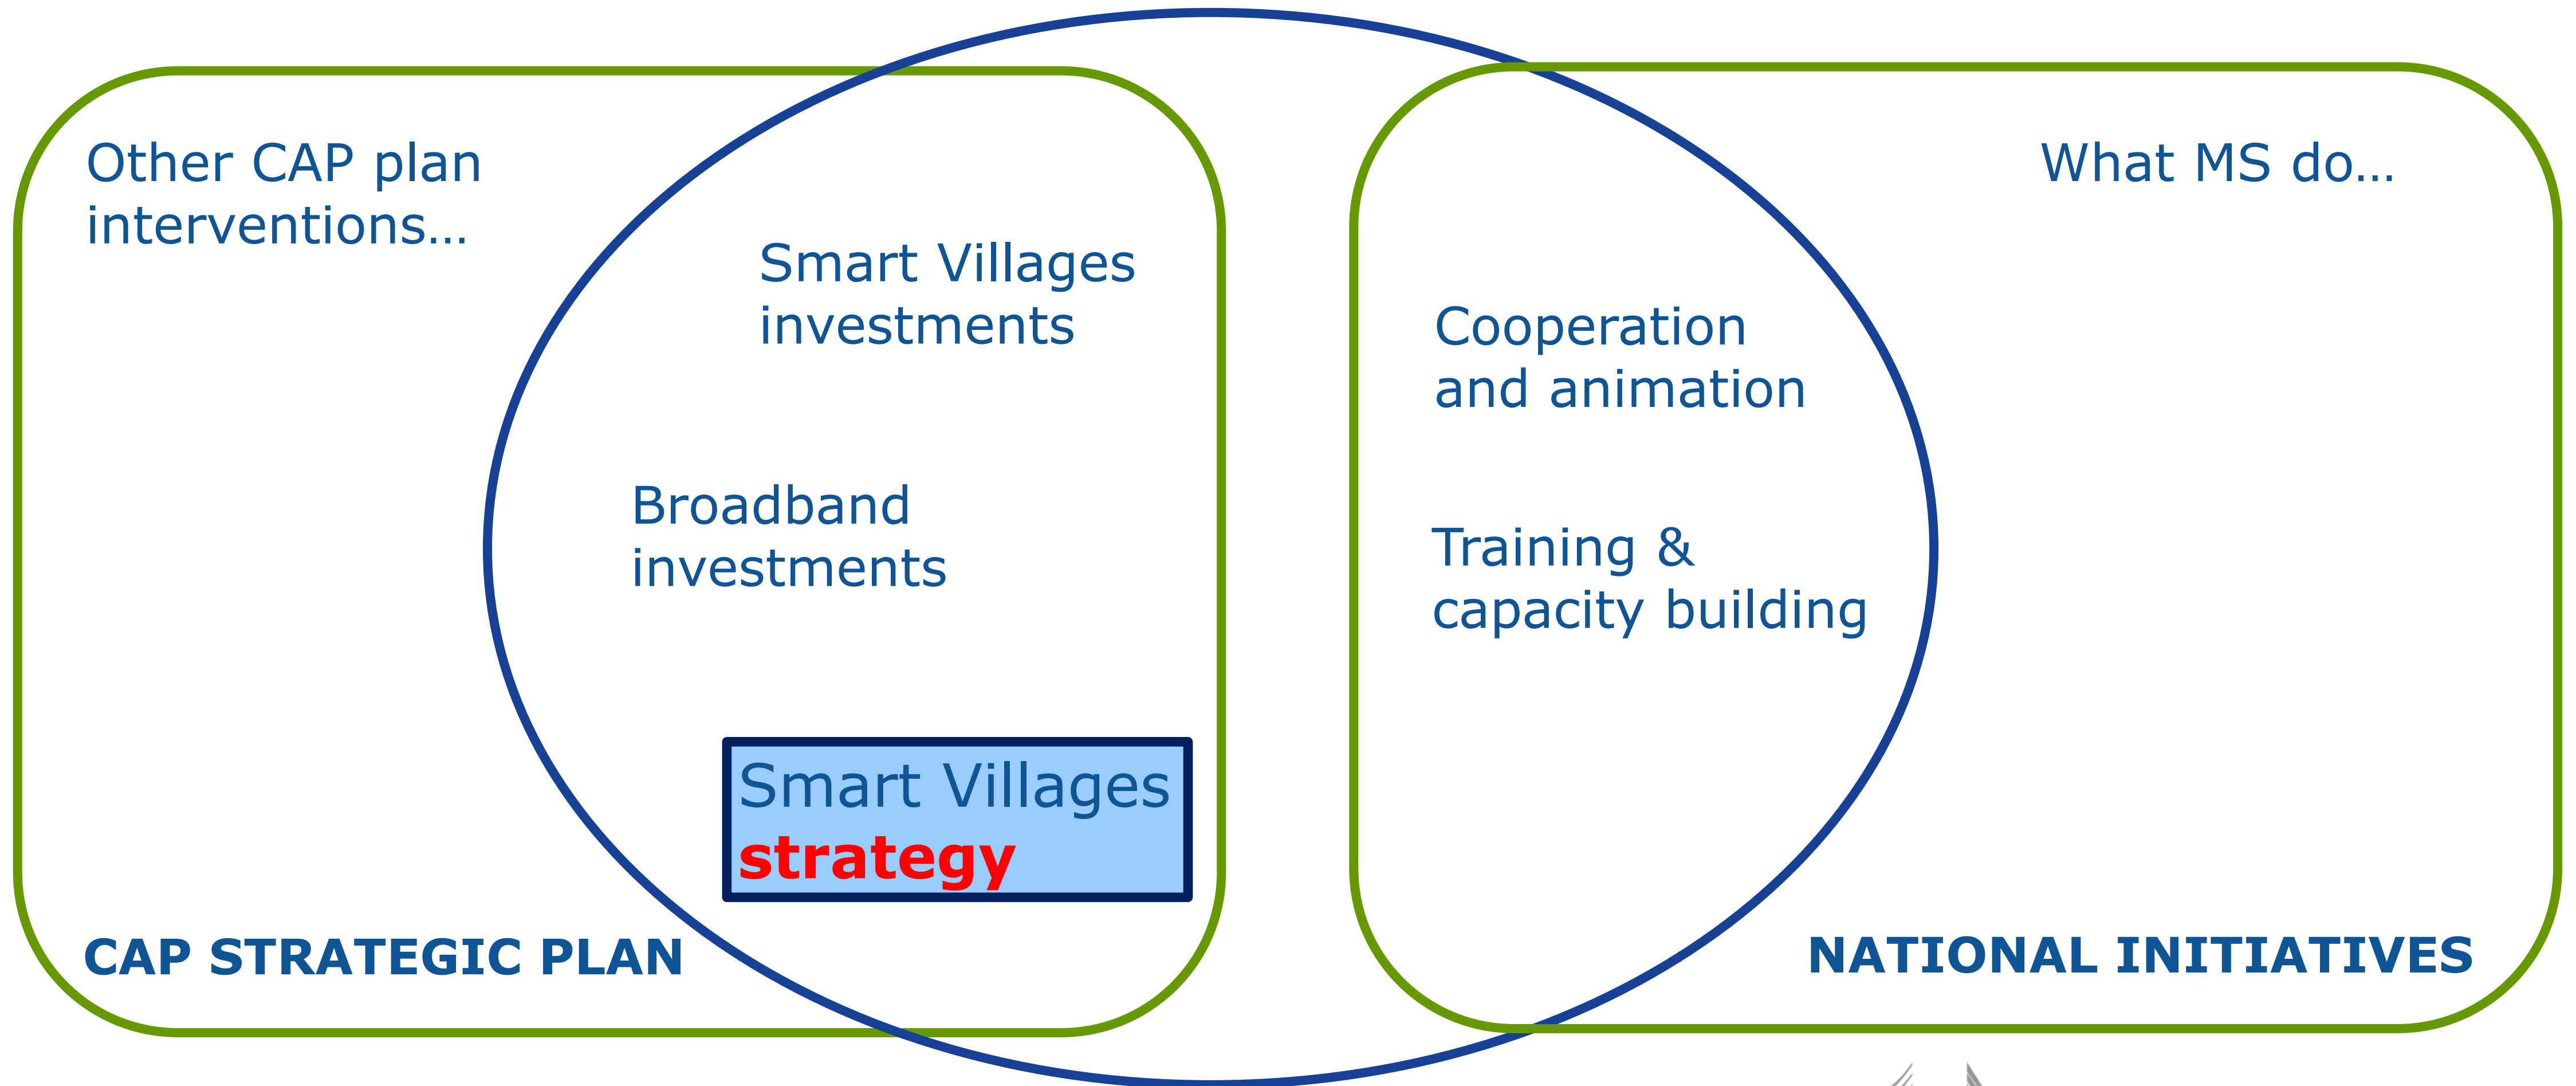 Other CAP plan
interventions…
Smart Villages
investments
Broadband
investments
Smart Villages
strategy
CAP STRATEGIC PLAN
What MS do…
Cooperation
and animation
Training &
capacity building
NATIONAL INITIATIVES